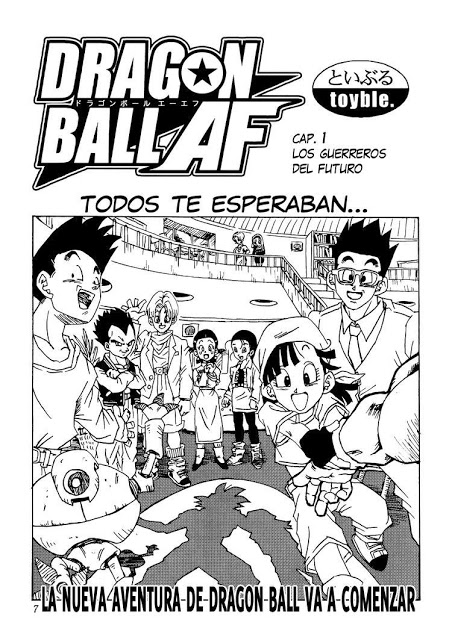 DRAGON
ドラゴンボール エーエフ
BALL AF
といぶる
toyble.
CAP. 1
LOS GUERREROS
DEL FUTURO
TODOS TE ESPERABAN...
LA NUEVA AVENTURA DE DRAGON BALL VA A COMENZAR
7